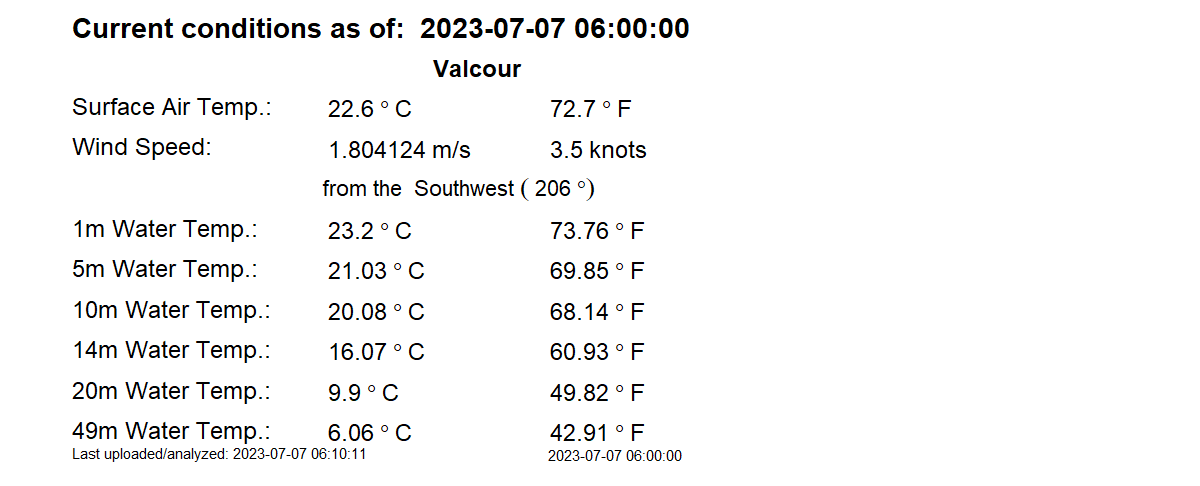 Current conditions as of:  2023-07-07 06:00:00
Valcour
Surface Air Temp.: 22.6 ° C 72.7 ° F
Wind Speed: 1.804124 m/s 3.5 knots
from the  Southwest ( 206 °)
1m Water Temp.: 23.2 ° C 73.76 ° F
5m Water Temp.: 21.03 ° C 69.85 ° F
10m Water Temp.: 20.08 ° C 68.14 ° F
14m Water Temp.: 16.07 ° C 60.93 ° F
20m Water Temp.: 9.9 ° C 49.82 ° F
49m Water Temp.: 6.06 ° C 42.91 ° F
Last uploaded/analyzed: 2023-07-07 06:10:11 2023-07-07 06:00:00